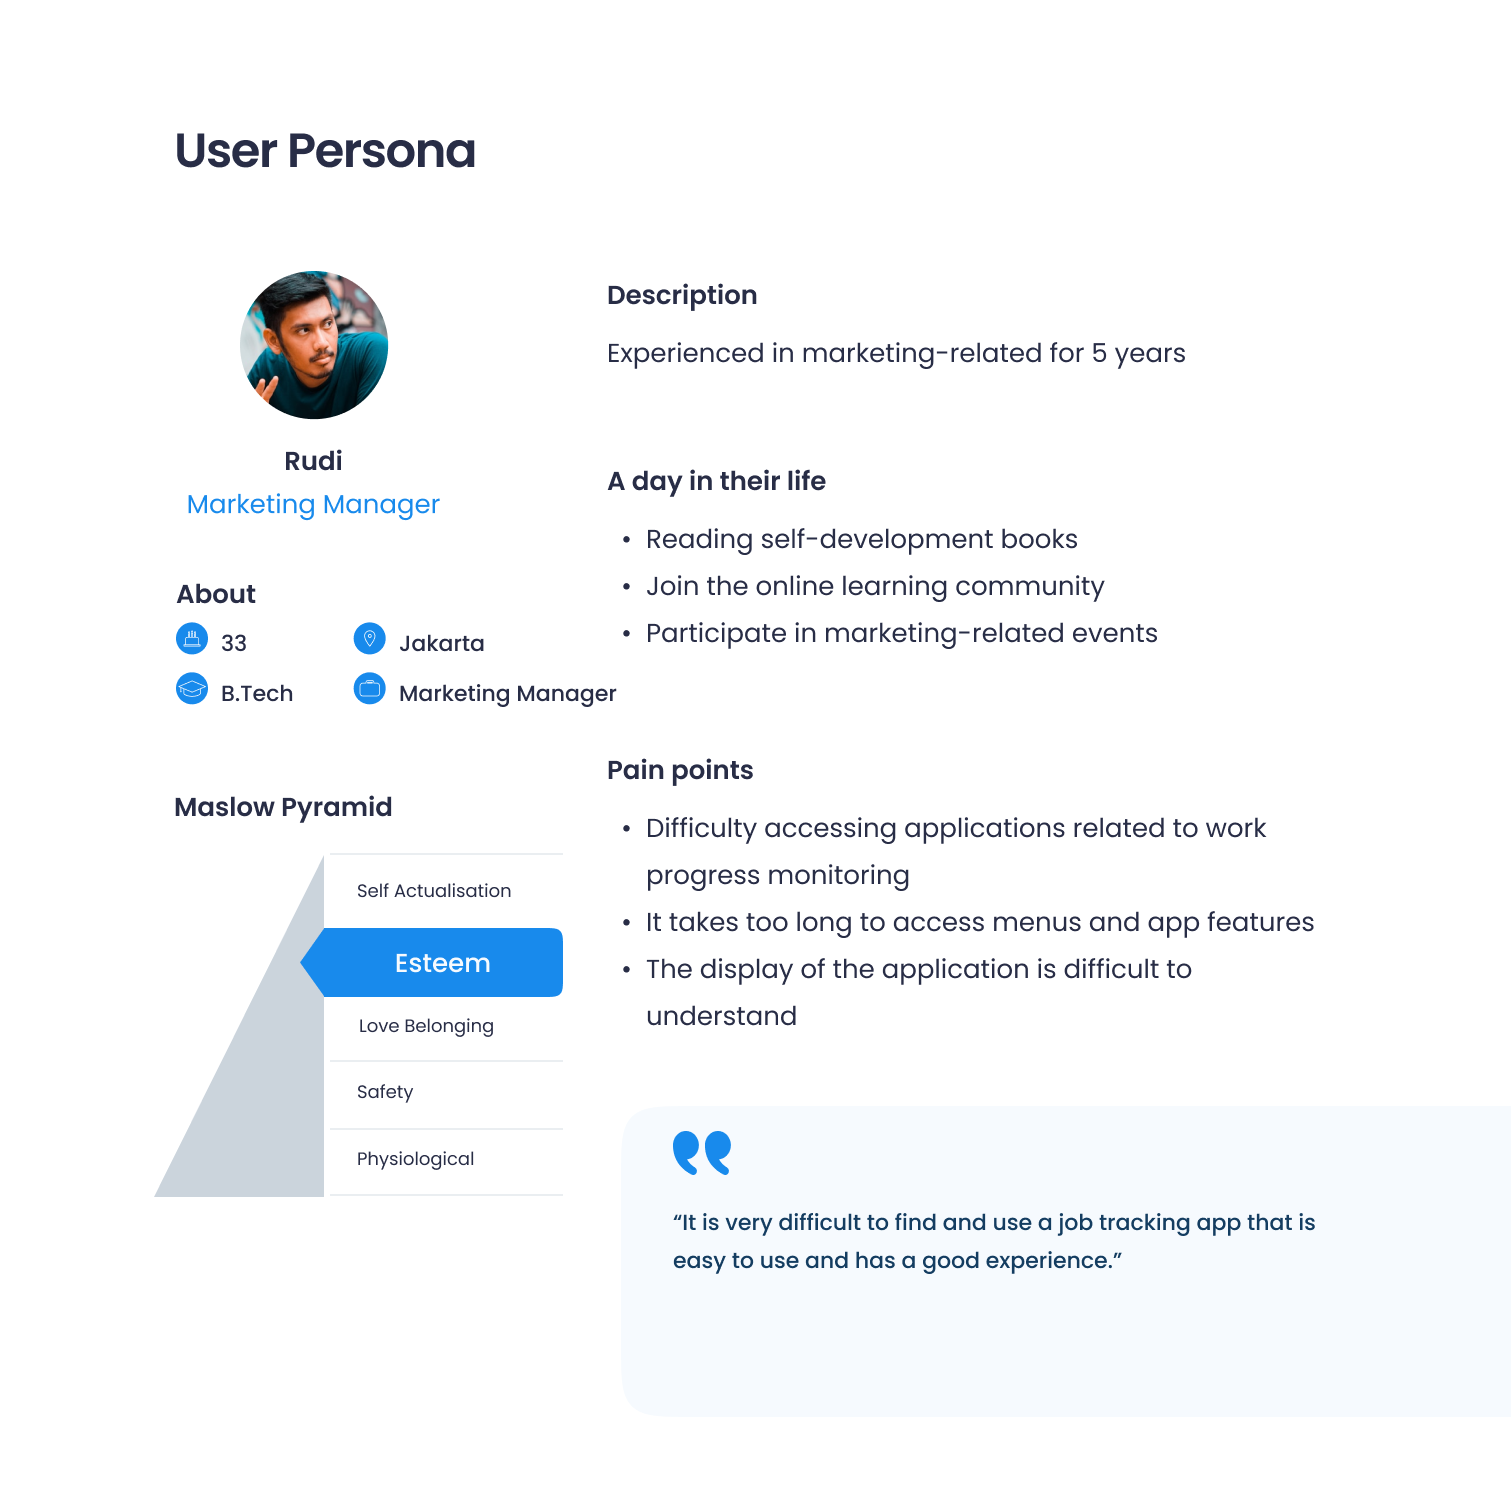 User Persona
Rudi
Marketing Manager
About
33
Jakarta
B.Tech
Marketing Manager
Maslow Pyramid
Self Actualisation
Esteem
Love Belonging
Safety
Physiological
Description
Experienced in marketing-related for 5 years
A day in their life
• Reading self-development books
• Join the online learning community
• Participate in marketing-related events
Pain points
• Difficulty accessing applications related to work
progress monitoring
• It takes too long to access menus and app features
• The display of the application is difficult to
understand
“It is very difficult to find and use a job tracking app that is
easy to use and has a good experience.”